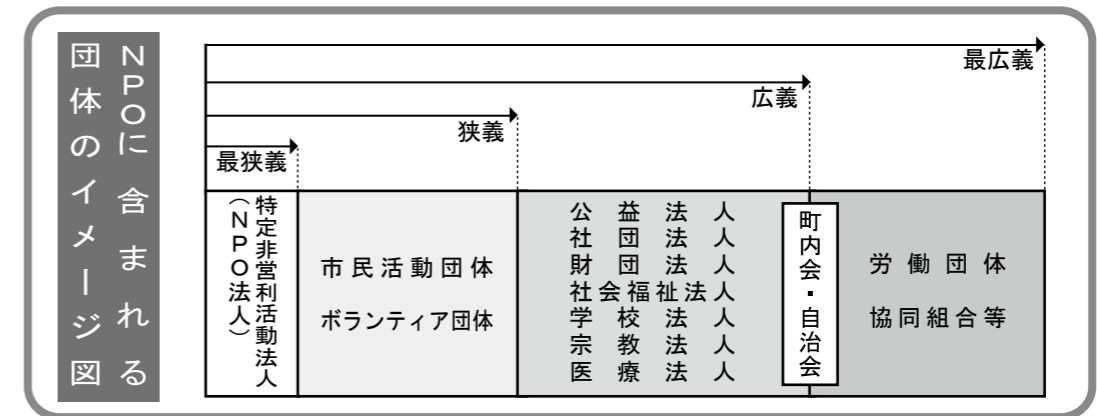 NPOに含まれる
団体のイメージ図
最広義
広義
狭義
最狭義
特定非営利活動法人
（NPO法人）
市民活動団体
ボランティア団体
公益法人
社団法人
財団法人
社会福祉法人
学校法人
宗教法人
医療法人
町内会・自治会
労働団体
協同組合等